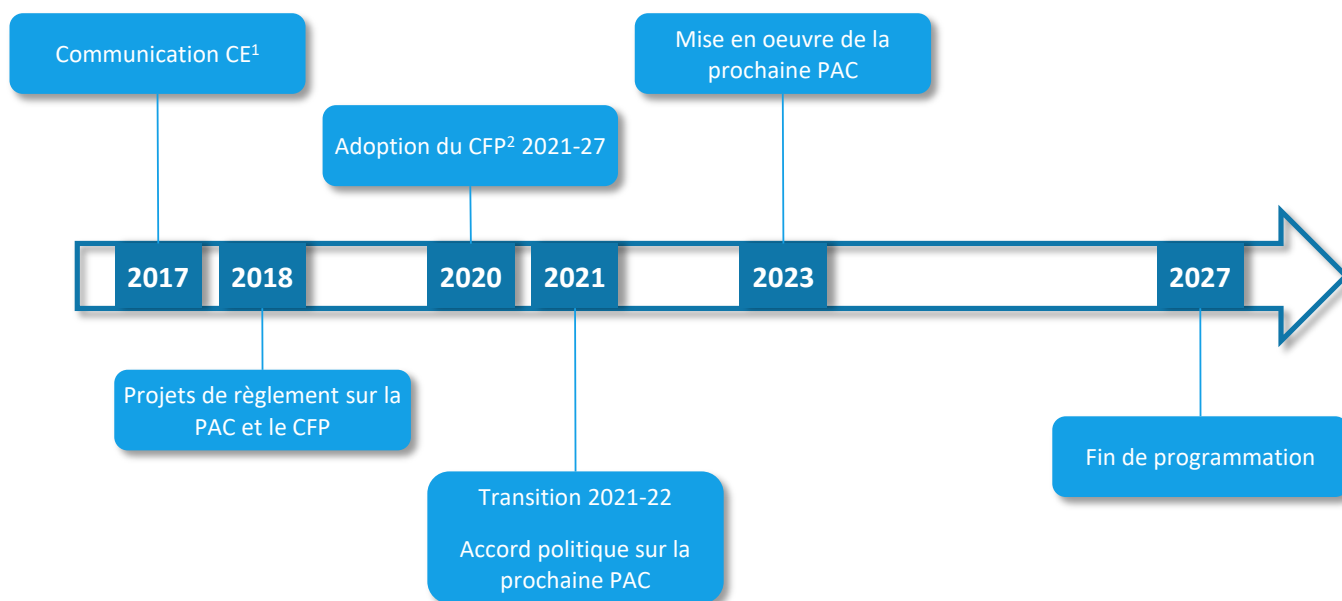 Communication CE¹
Mise en oeuvre de la
prochaine PAC
Adoption du CFP² 2021-27
2017
2018
2020
2021
2023
2027
Projets de règlement sur la
PAC et le CFP
Transition 2021-22
Accord politique sur la
prochaine PAC
Fin de programmation